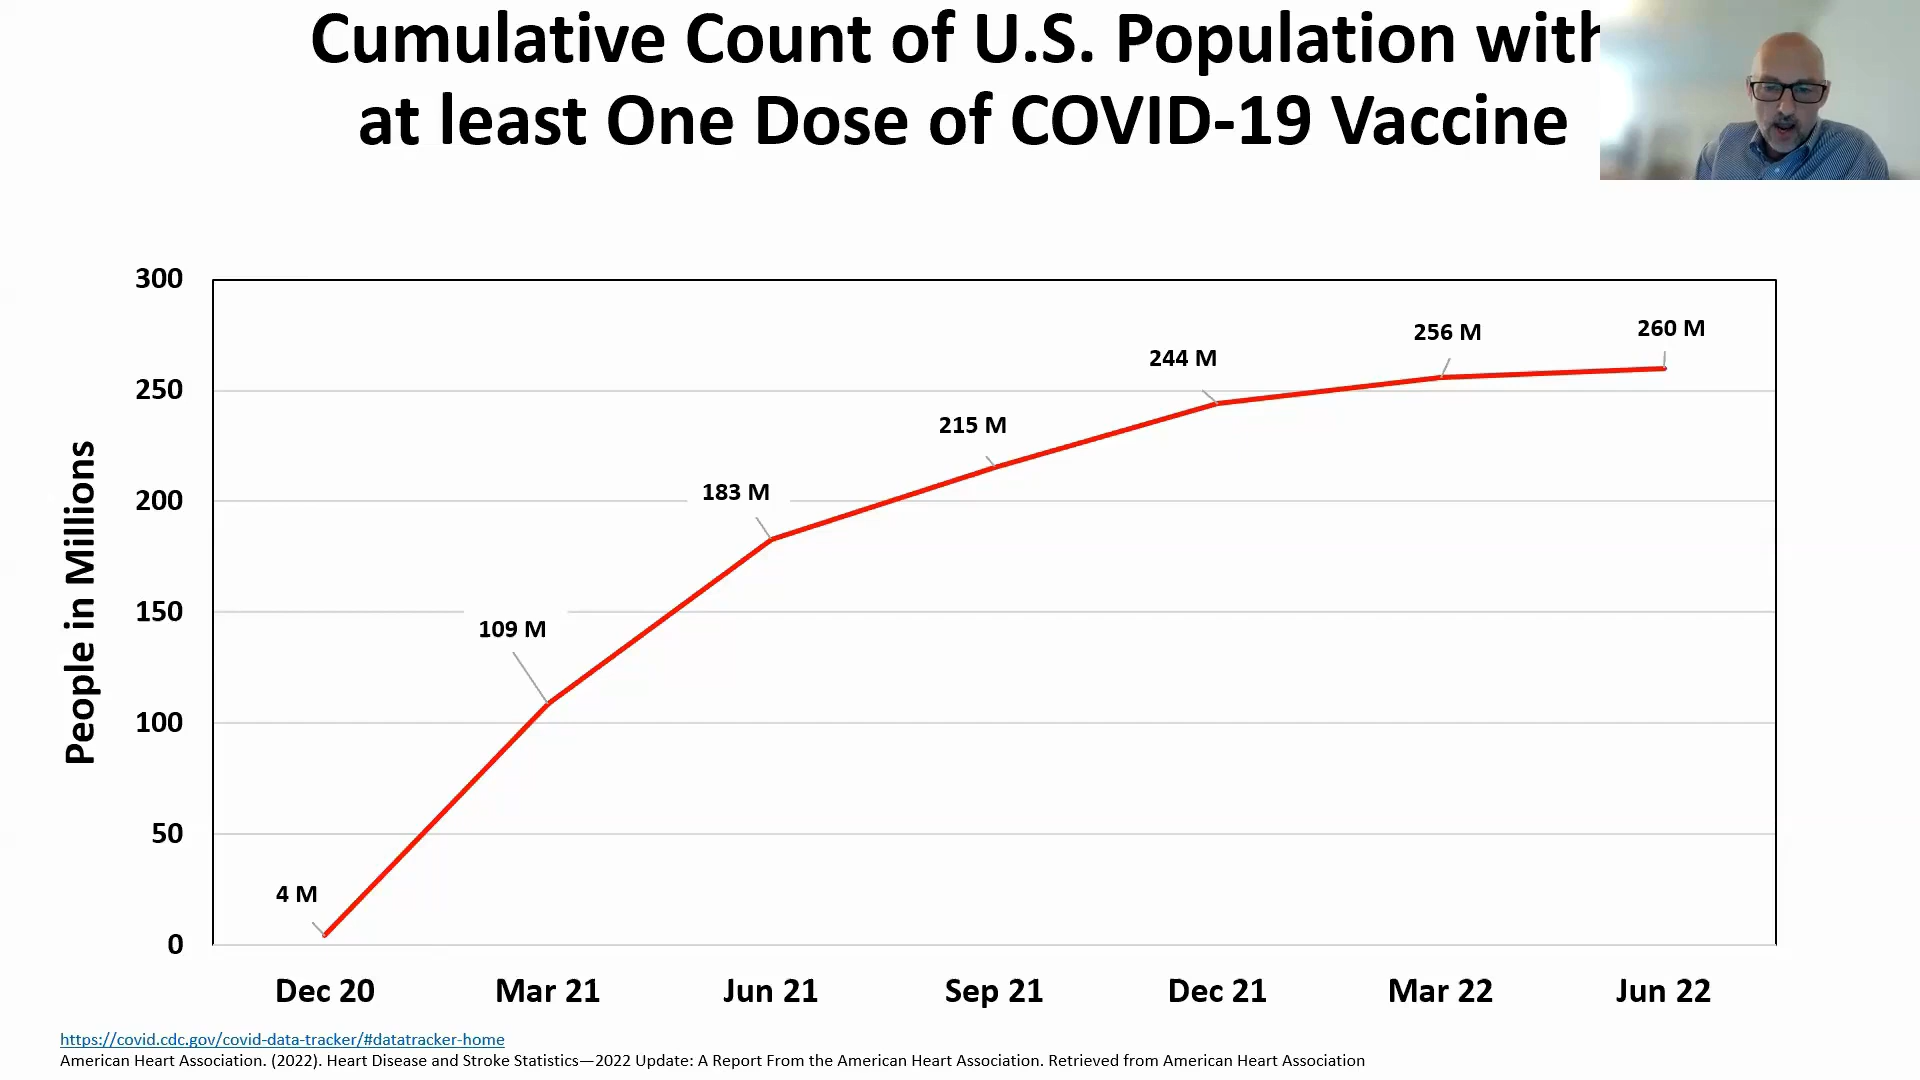 Cumulative Count of U.S. Population with
at least One Dose of COVID-19 Vaccine
People in Millions
300
250
200
150
100
50
0
4 M
109 M
183 M
215 M
244 M
256 M
260 M
Dec 20
Mar 21
Jun 21
Sep 21
Dec 21
Mar 22
Jun 22
https://covid.cdc.gov/covid-data-tracker/#datatracker-home
American Heart Association. (2022). Heart Disease and Stroke Statistics—2022 Update: A Report From the American Heart Association. Retrieved from American Heart Association